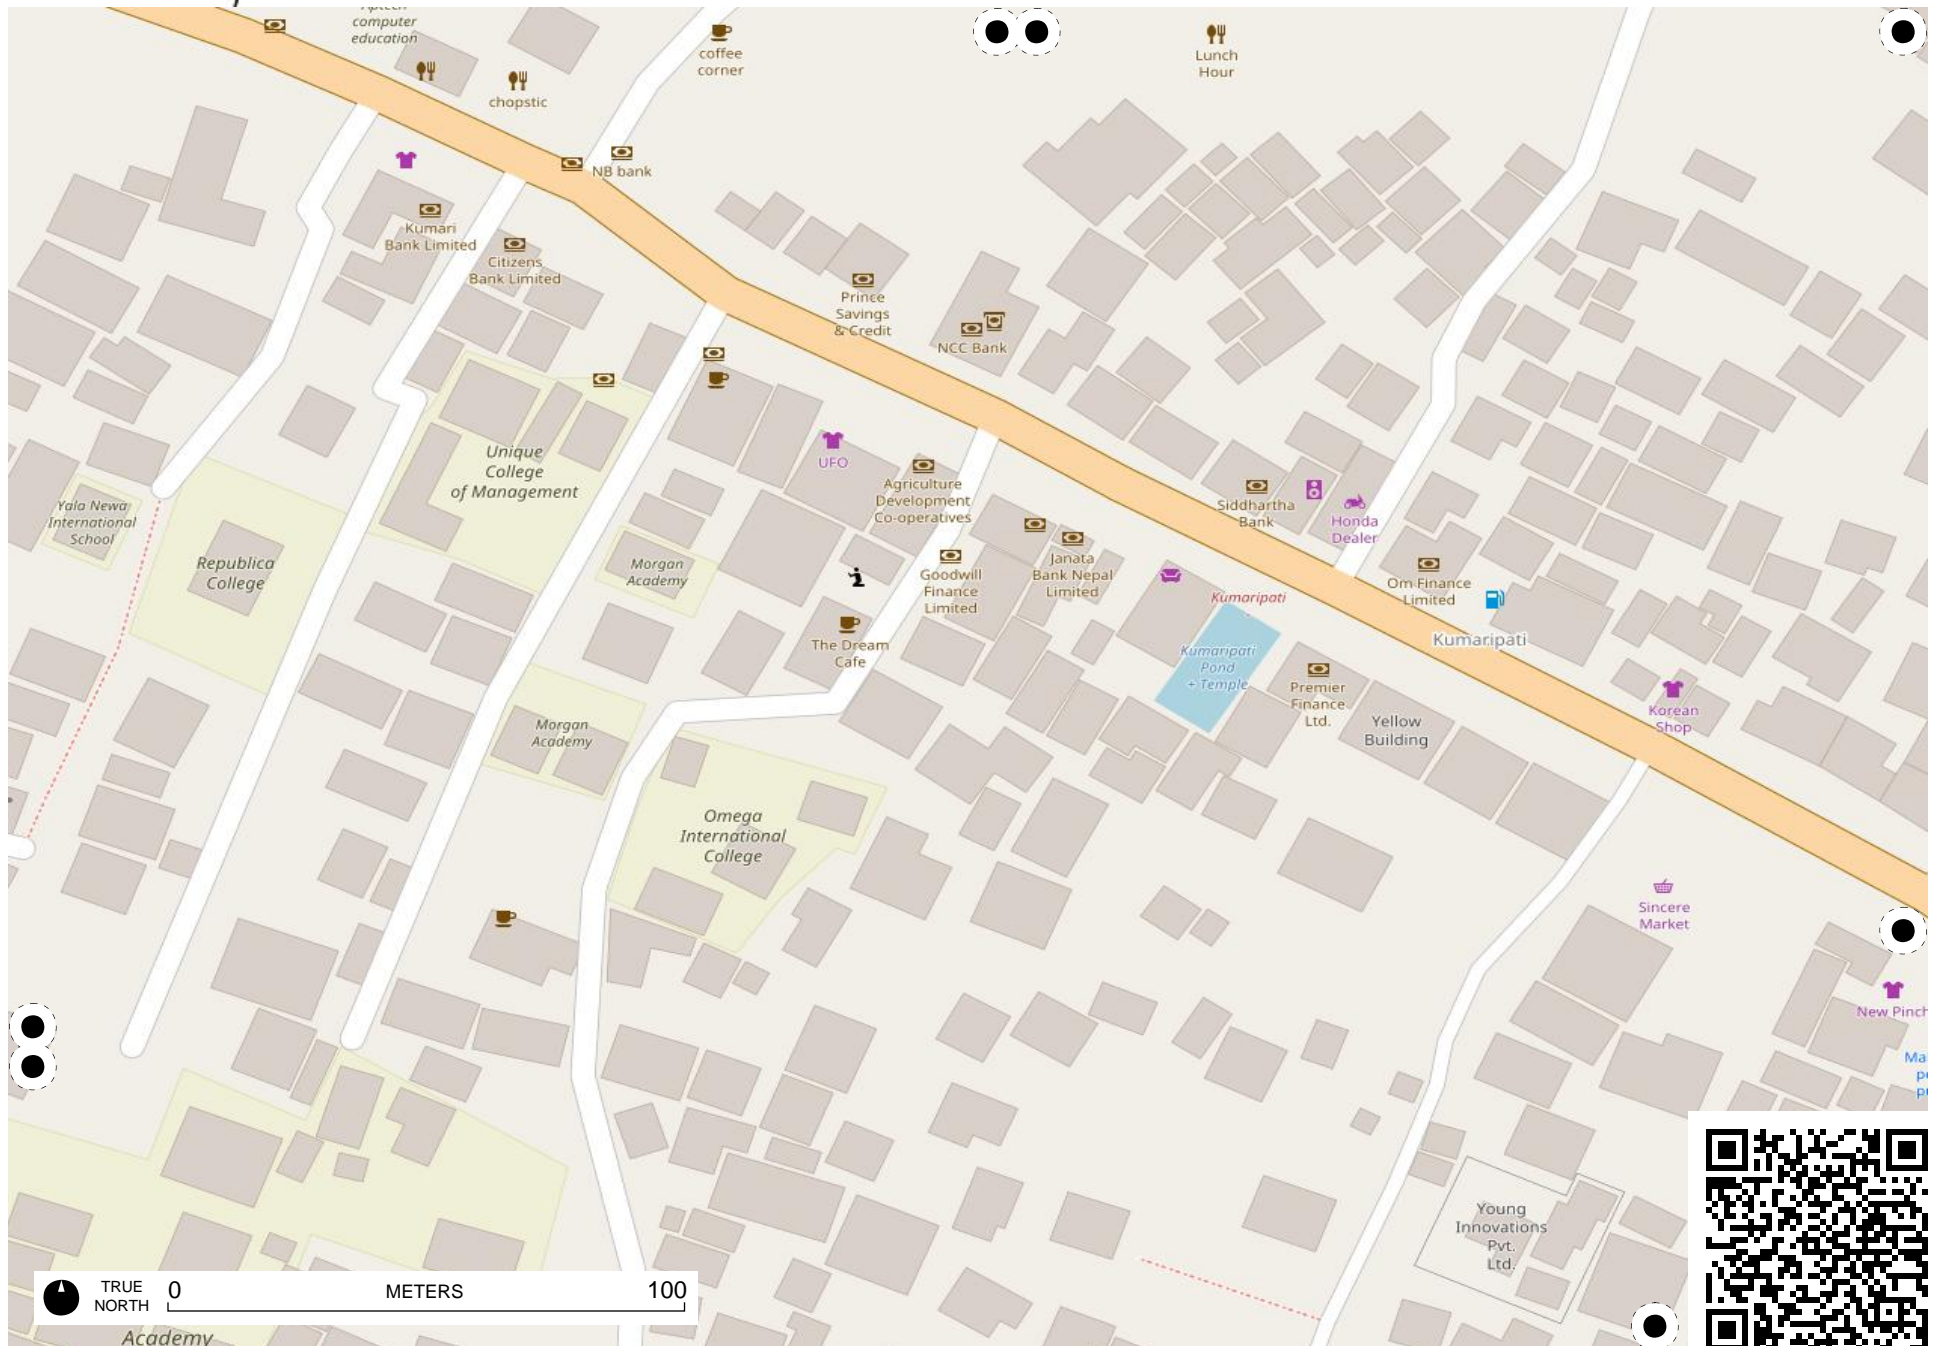 Aptech
computer
education
coffee
corner
Lunch
Hour
chopstic
NB bank
Kumari
Bank Limited
Citizens
Bank Limited
Prince
Savings
& Credit
NCC Bank
Unique
College
of Management
UFO
Agriculture
Development
Co-operatives
Siddhartha
Bank
Honda
Dealer
Yala Newa
International
School
Republica
College
Morgan
Academy
Goodwill
Finance
Limited
Janata
Bank Nepal
Limited
Kumaripati
Om Finance
Limited
Kumaripati
The Dream
Cafe
Kumaripati
Pond
+ Temple
Premier
Finance
Ltd.
Korean
Shop
Yellow
Building
Morgan
Academy
Omega
International
College
Sincere
Market
New Pinch
Ma
Young
Innovations
Pvt.
Ltd.
TRUE
NORTH
0 METERS 100
Academy